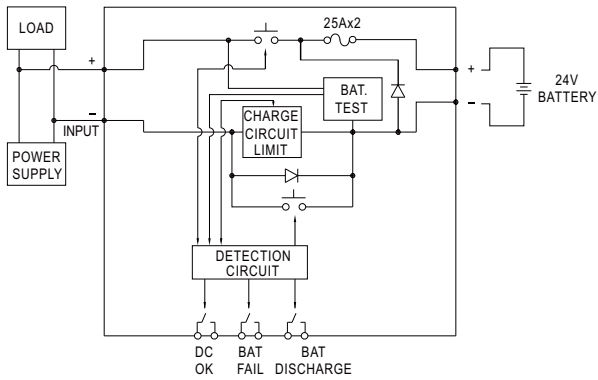 LOAD
25Ax2
+
+
24V
BATTERY
BAT.
TEST
−
−
INPUT
CHARGE
CIRCUIT
LIMIT
POWER
SUPPLY
DETECTION
CIRCUIT
DC
OK
BAT
FAIL
BAT
DISCHARGE